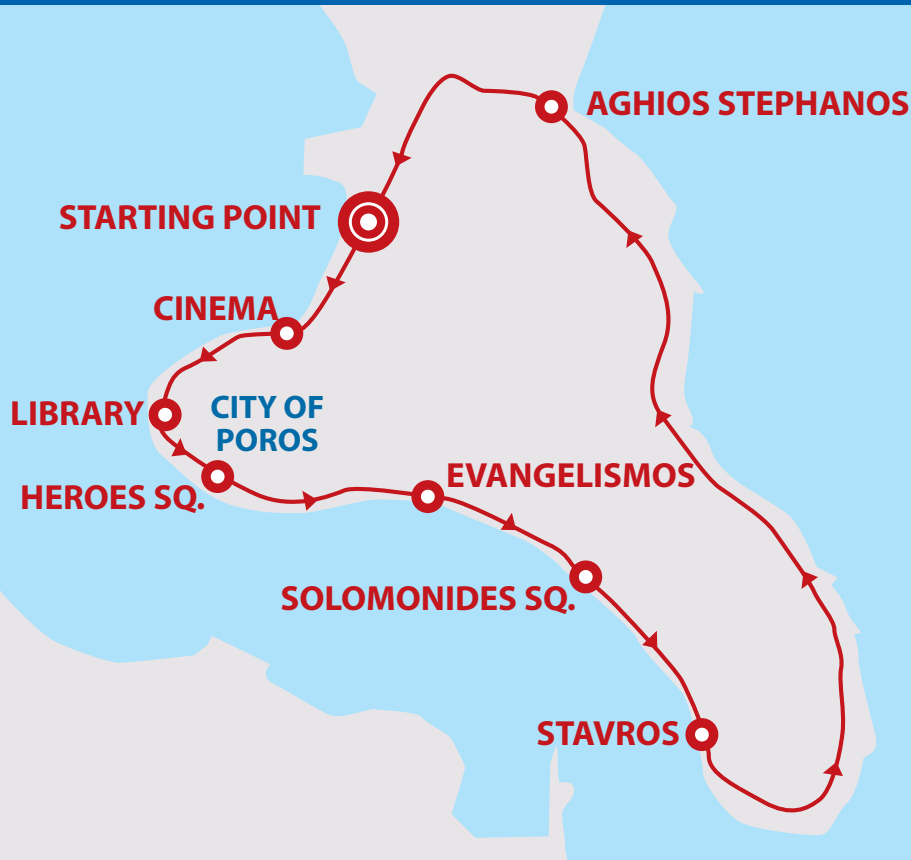 AGHIOS STEPHANOS
STARTING POINT
CINEMA
LIBRARY
CITY OF
POROS
HEROES SQ.
EVANGELISMOS
SOLOMONIDES SQ.
STAVROS